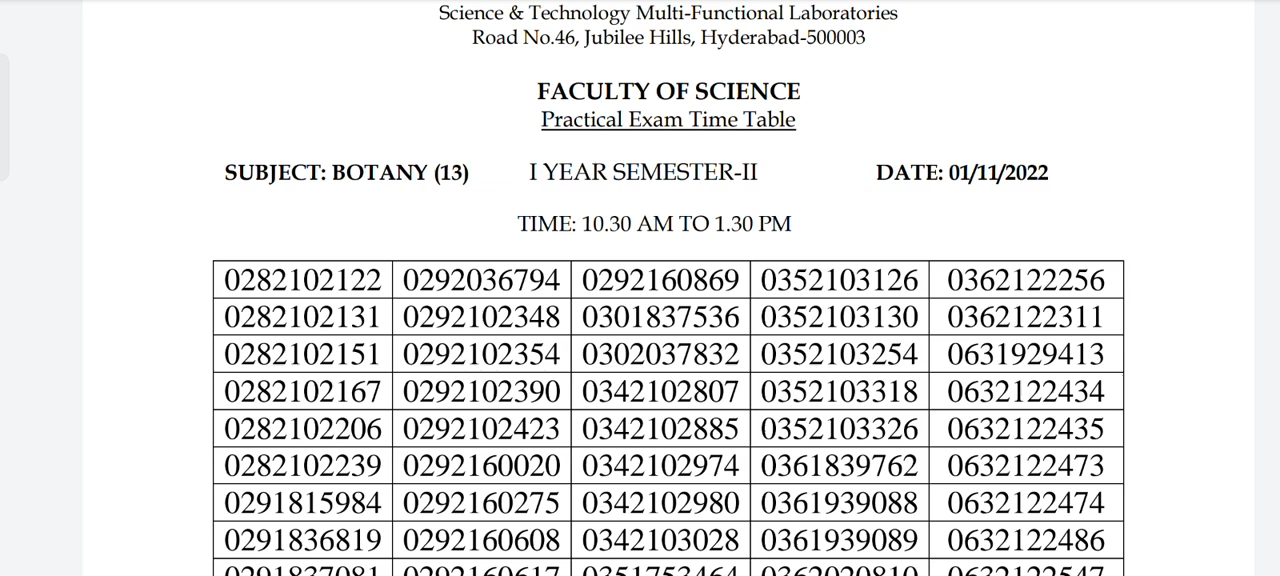 Science & Technology Multi-Functional Laboratories
Road No.46, Jubilee Hills, Hyderabad-500003
FACULTY OF SCIENCE
Practical Exam Time Table
SUBJECT: BOTANY (13) I YEAR SEMESTER-II DATE: 01/11/2022
TIME: 10.30 AM TO 1.30 PM
0282102122 0292036794 0292160869 0352103126 0362122256
0282102131 0292102348 0301837536 0352103130 0362122311
0282102151 0292102354 0302037832 0352103254 0631929413
0282102167 0292102390 0342102807 0352103318 0632122434
0282102206 0292102423 0342102885 0352103326 0632122435
0282102239 0292160020 0342102974 0361839762 0632122473
0291815984 0292160275 0342102980 0361939088 0632122474
0291836819 0292160608 0342103028 0361939089 0632122486